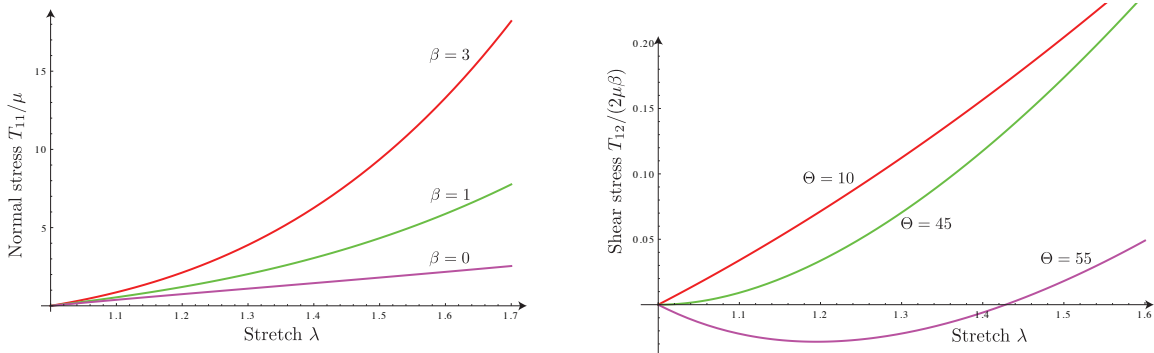 Normal stress T₁₁/μ
15
10
5
1.1 1.2 1.3 1.4 1.5 1.6 1.7
Stretch λ
β = 3
β = 1
β = 0
Shear stress T₁₂/(2μβ)
0.20
0.15
0.10
0.05
1.1 1.2 1.3 1.4 1.5 1.6
Stretch λ
Θ = 10
Θ = 45
Θ = 55